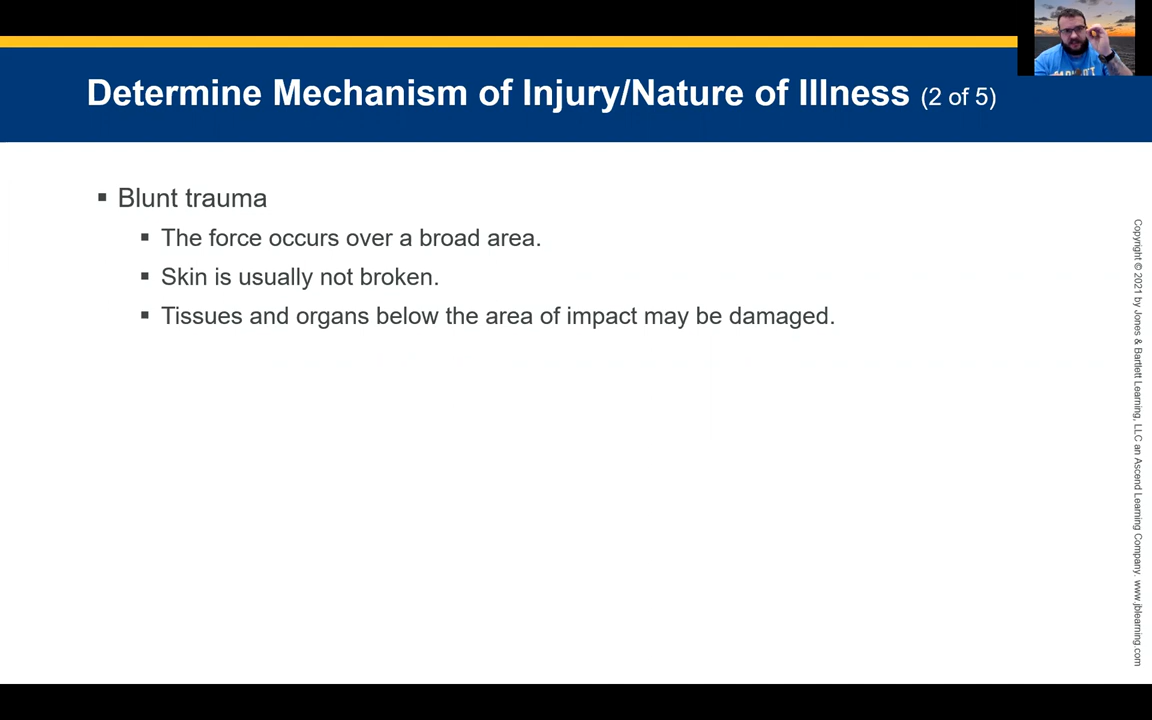 Determine Mechanism of Injury/Nature of Illness (2 of 5)
▪ Blunt trauma
▪ The force occurs over a broad area.
▪ Skin is usually not broken.
▪ Tissues and organs below the area of impact may be damaged.
Copyright © 2021 by Jones & Bartlett Learning, LLC an Ascend Learning Company. www.jblearning.com